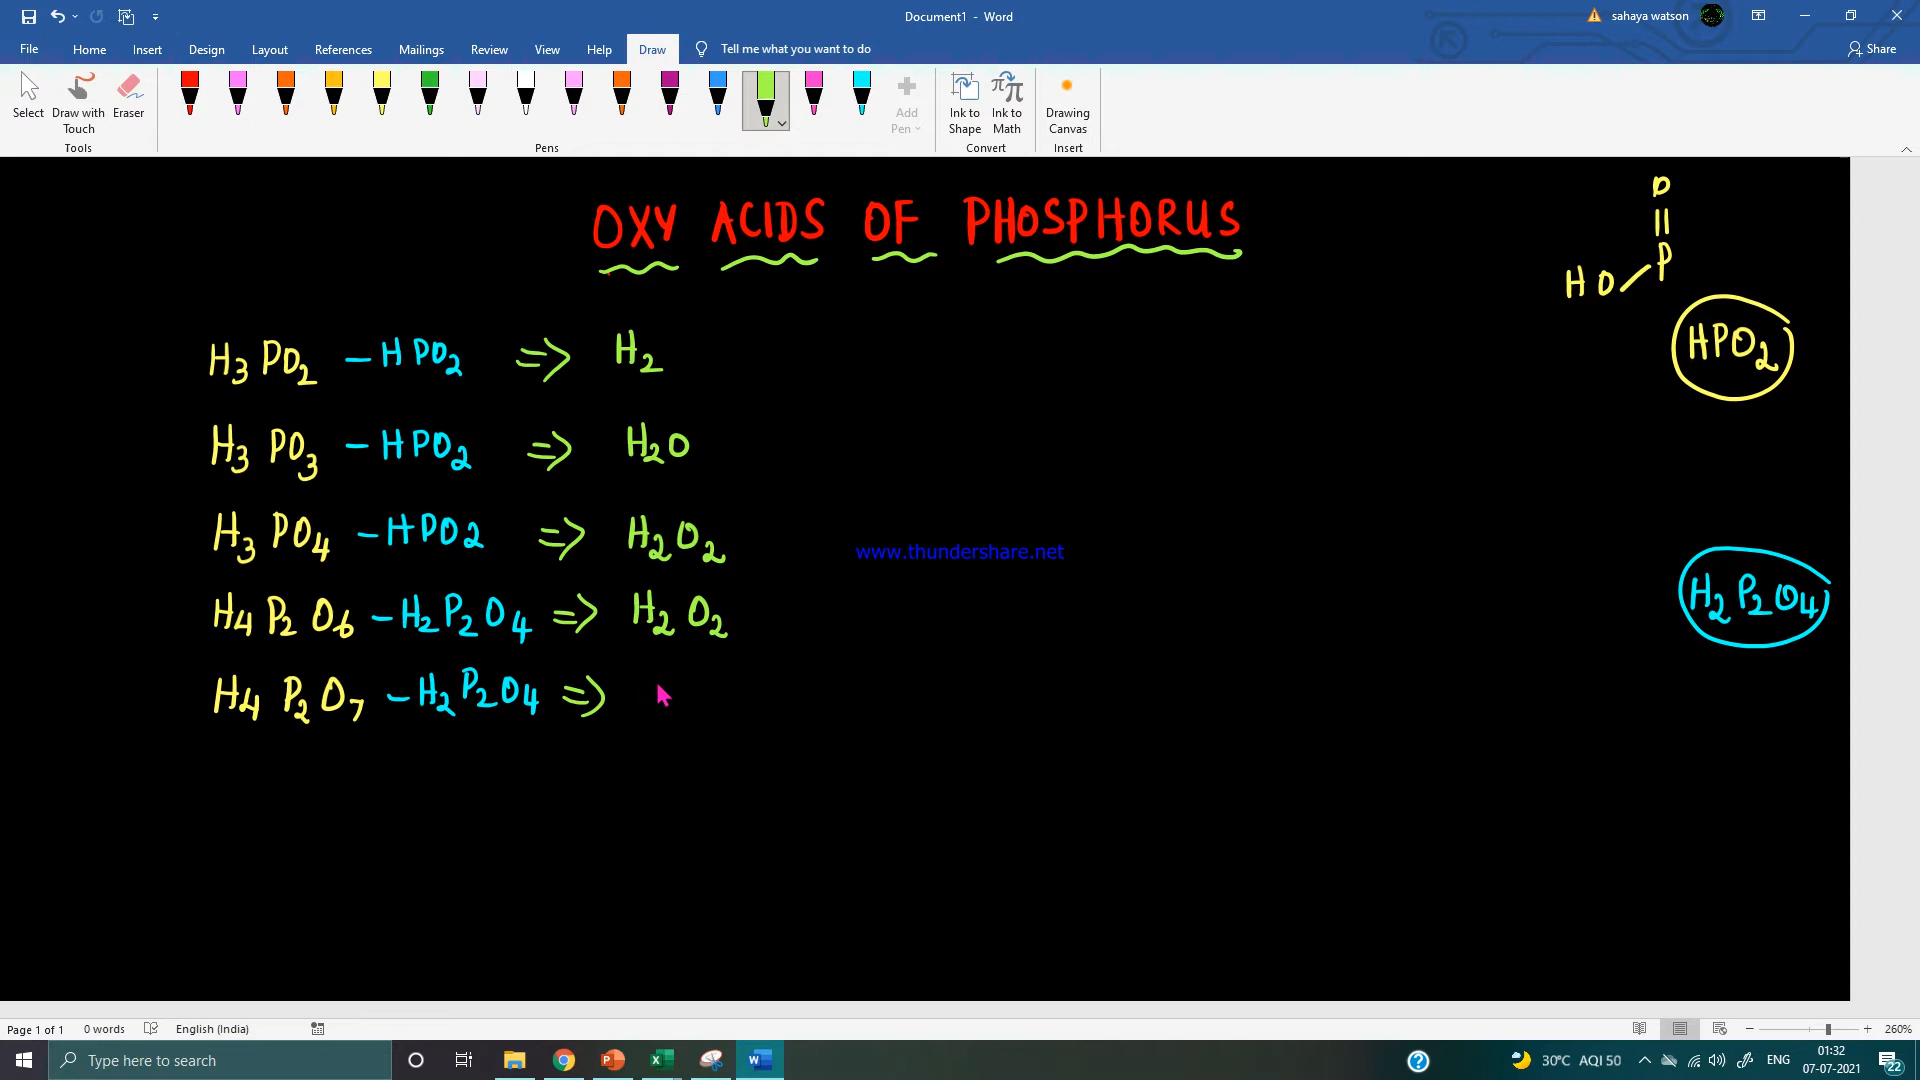 Document1 - Word
sahaya watson
File Home Insert Design Layout References Mailings Review View Help Draw Tell me what you want to do Share
Select Draw with Touch Eraser Add Pen Ink to Shape Ink to Math Drawing Canvas
Tools Pens Convert Insert
OXY ACIDS OF PHOSPHORUS
O
||
P
HO
HPO2
H3PO2 - HPO2 => H2
H3PO3 - HPO2 => H2O
H3PO4 - HPO2 => H2O2
www.thundershare.net
H4P2O6 - H2P2O4 => H2O2
H2P2O4
H4P2O7 - H2P2O4 =>
Page 1 of 1 0 words English (India) 260%
Type here to search
30°C AQI 50 ENG 01:32
07-07-2021 22